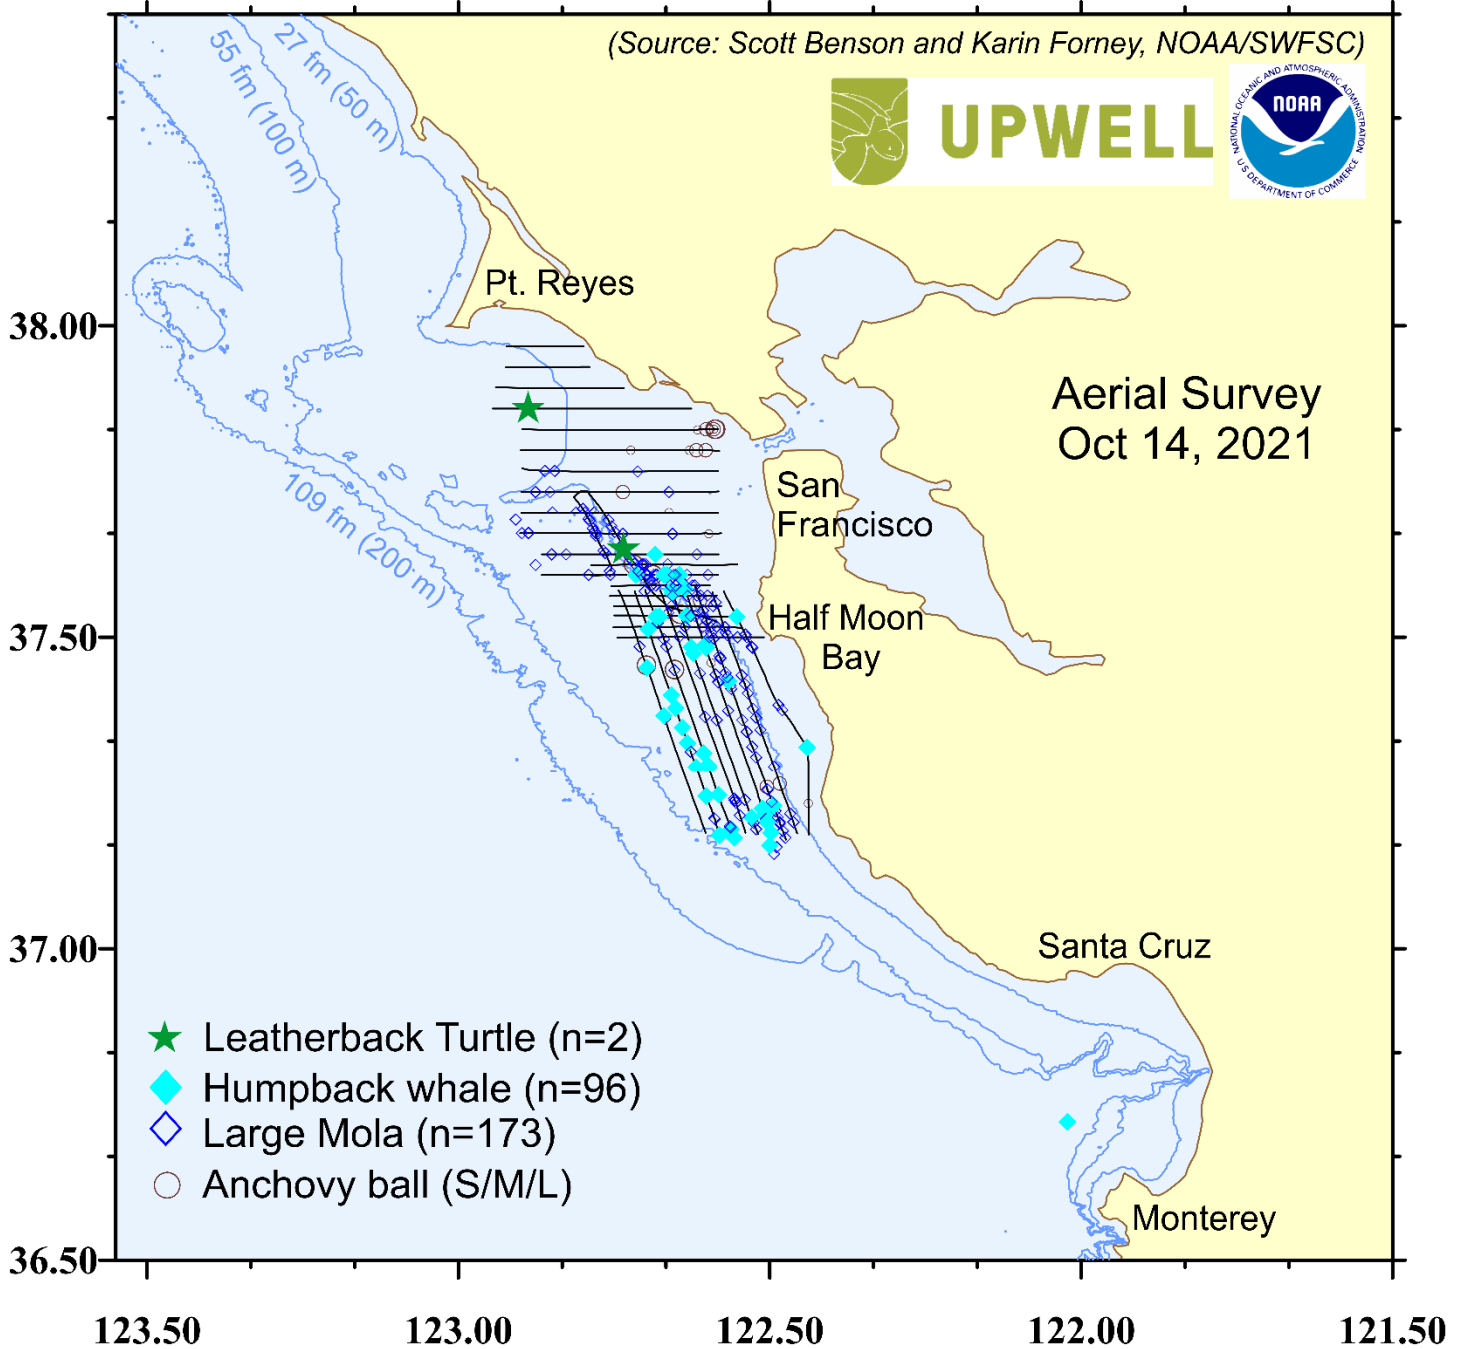 (Source: Scott Benson and Karin Forney, NOAA/SWFSC)
27 fm (50 m)
55 fm (100 m)
UPWELL
NATIONAL OCEANIC AND ATMOSPHERIC ADMINISTRATION
NOAA
U.S. DEPARTMENT OF COMMERCE
Pt. Reyes
38.00
Aerial Survey
Oct 14, 2021
109 fm (200 m)
San
Francisco
37.50
Half Moon
Bay
37.00
Santa Cruz
Leatherback Turtle (n=2)
Humpback whale (n=96)
Large Mola (n=173)
Anchovy ball (S/M/L)
Monterey
36.50
123.50
123.00
122.50
122.00
121.50